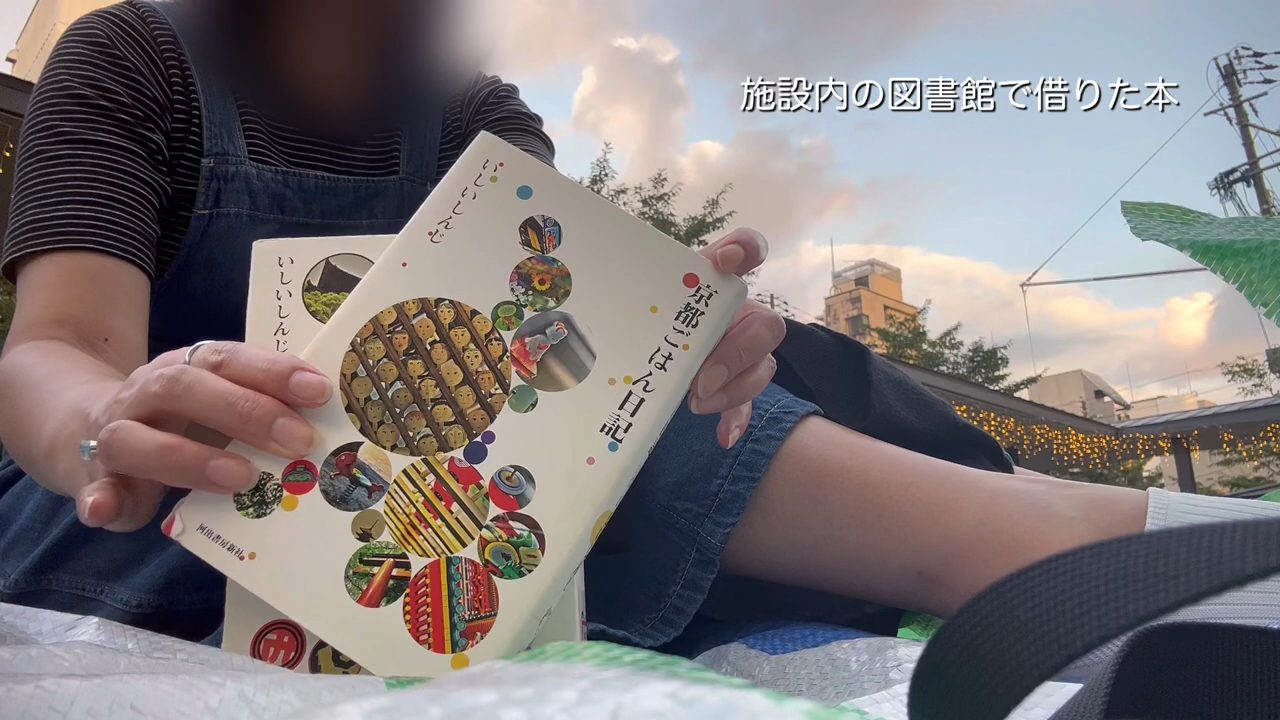 施設内の図書館で借りた本
いしいしんじ
京都ごはん日記
河出書房新社
いしいしんじ